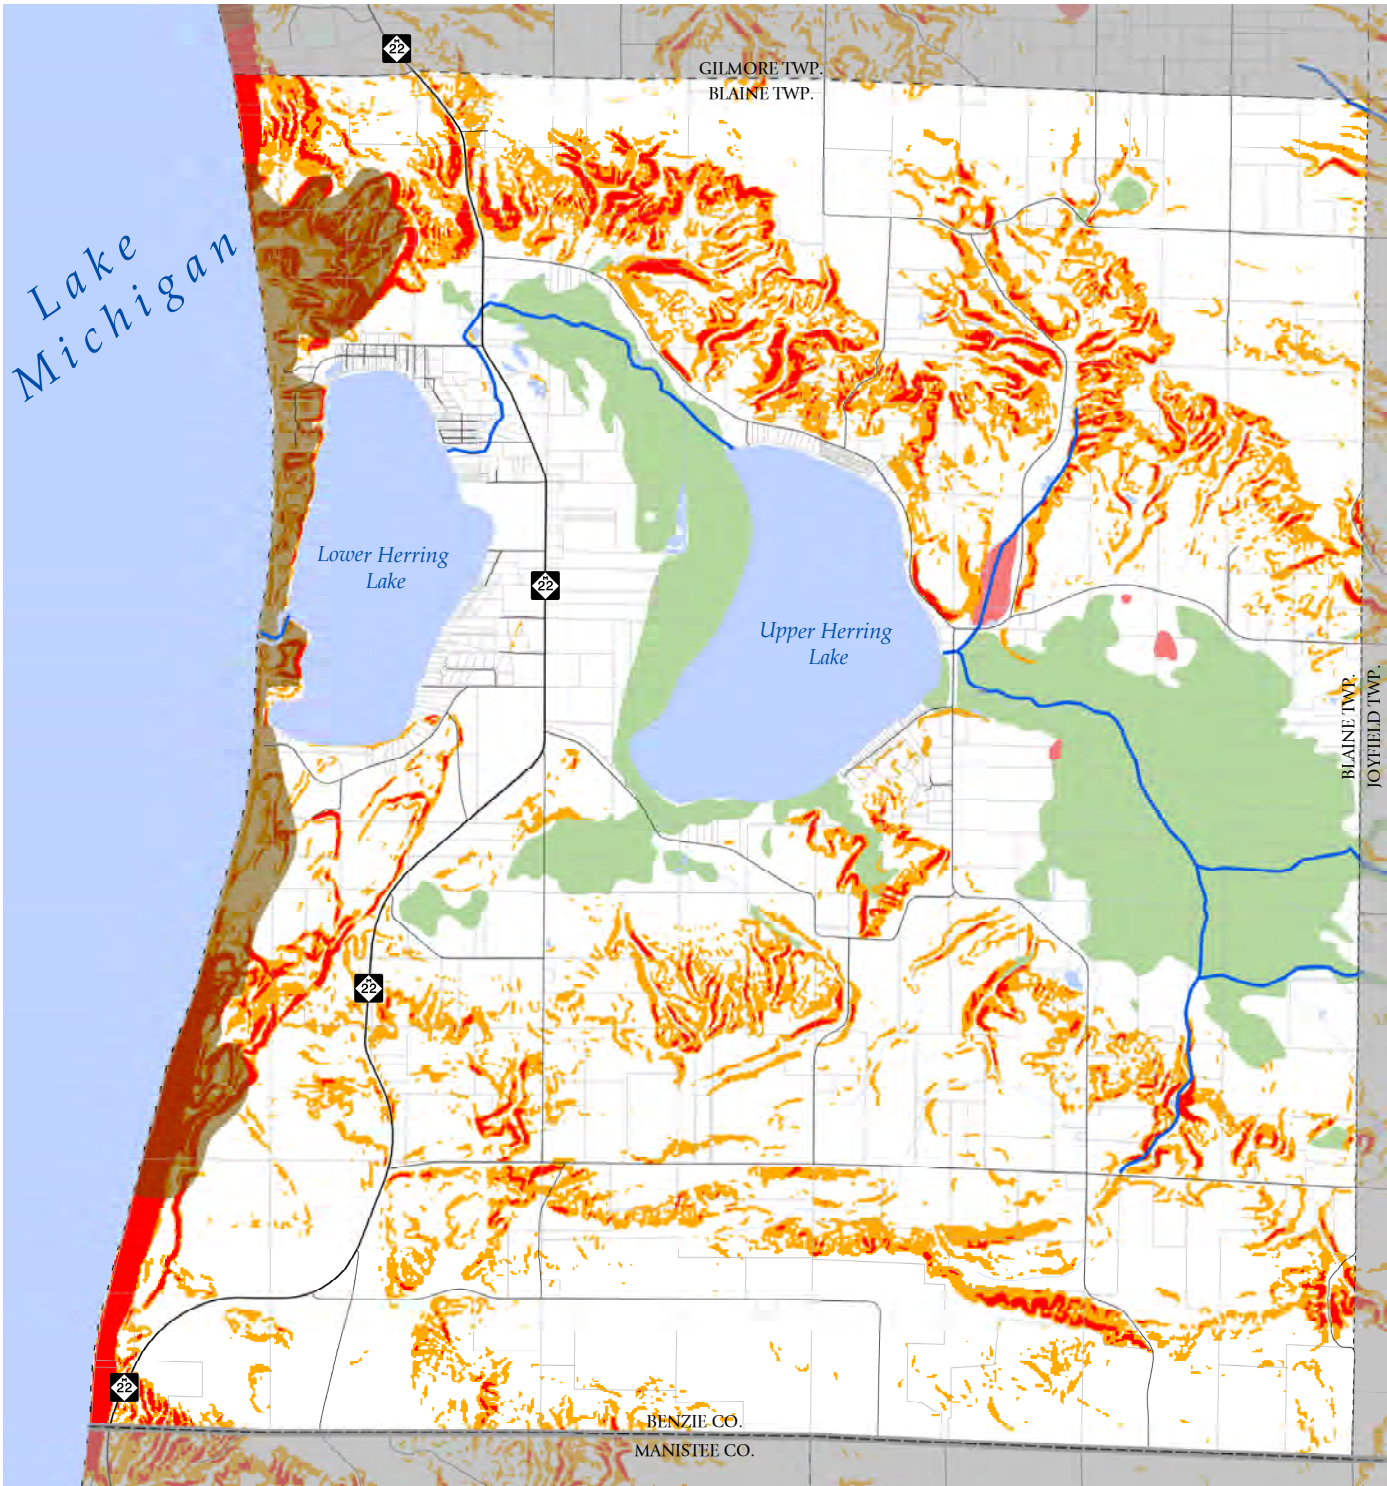 M
22
GILMORE TWP.
BLAINE TWP.
Lake
Michigan
Lower Herring
Lake
M
22
Upper Herring
Lake
BLAINE TWP.
JOYFIELD TWP.
M
22
M
22
BENZIE CO.
MANISTEE CO.